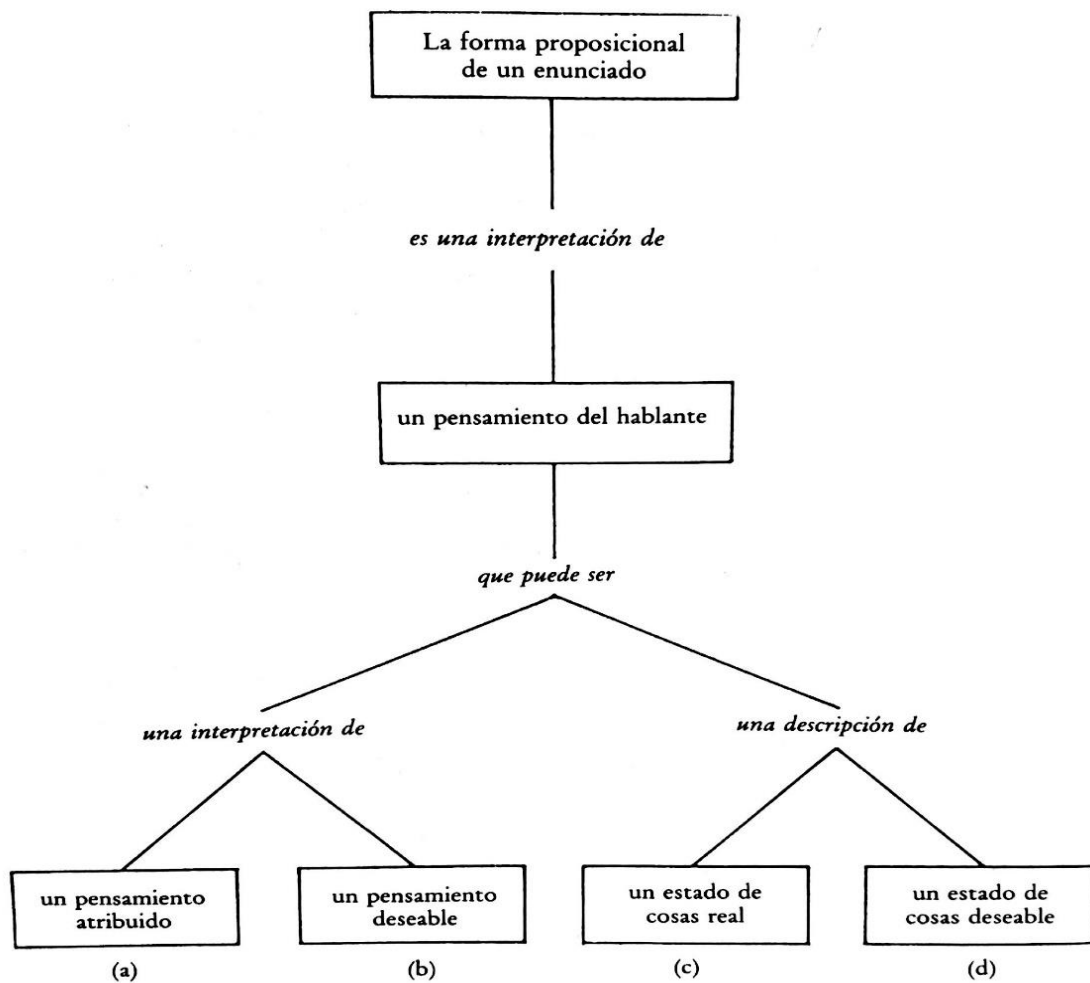 La forma proposicional
de un enunciado
es una interpretación de
un pensamiento del hablante
que puede ser
una interpretación de
una descripción de
un pensamiento
atribuido
un pensamiento
deseable
un estado de
cosas real
un estado de
cosas deseable
(a)
(b)
(c)
(d)